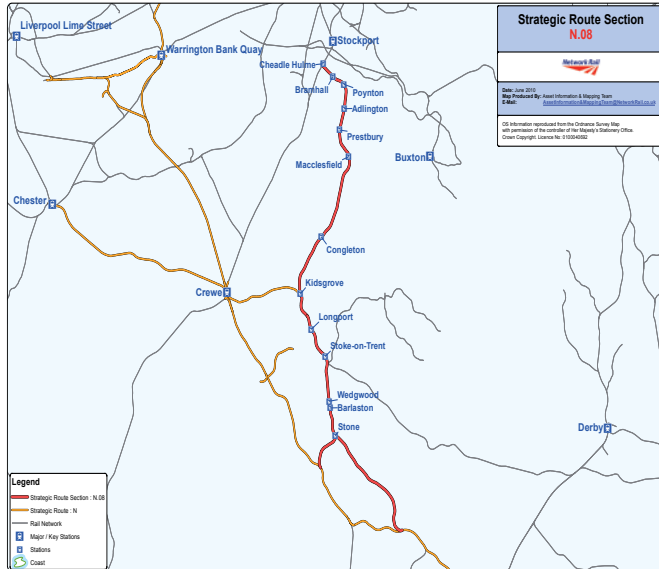 Liverpool Lime Street
Warrington Bank Quay
Stockport
Cheadle Hulme
Bramhall
Poynton
Adlington
Prestbury
Macclesfield
Buxton
Chester
Congleton
Crewe
Kidsgrove
Longport
Stoke-on-Trent
Wedgwood
Barlaston
Stone
Derby
Strategic Route Section
N.08
Network Rail
Date: June 2010
Map Produced By: Asset Information & Mapping Team
E-Mail: AssetInformation&MappingTeam@NetworkRail.co.uk
OS Information reproduced from the Ordnance Survey Map
with permission of the controller of Her Majesty's Stationery Office.
Crown Copyright. Licence No: 0100040692
Legend
Strategic Route Section : N.08
Strategic Route : N
Rail Network
Major / Key Stations
Stations
Coast